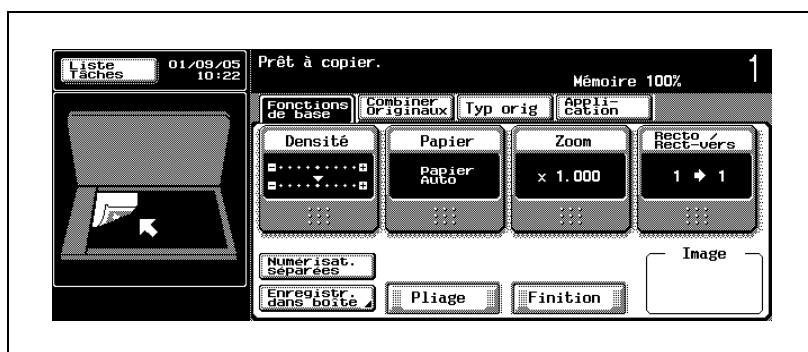 Liste
Tâches
01/09/05
10:22
Prêt à copier.
1
Mémoire 100%
Fonctions
de base
Combiner
Originaux
Typ orig
Appli-
cation
Densité
Papier
Zoom
Recto /
Rect-vers
Papier
Auto
x 1.000
1 ➜ 1
Numérisat.
séparées
Image
Enregistr.
dans boîte
Pliage
Finition